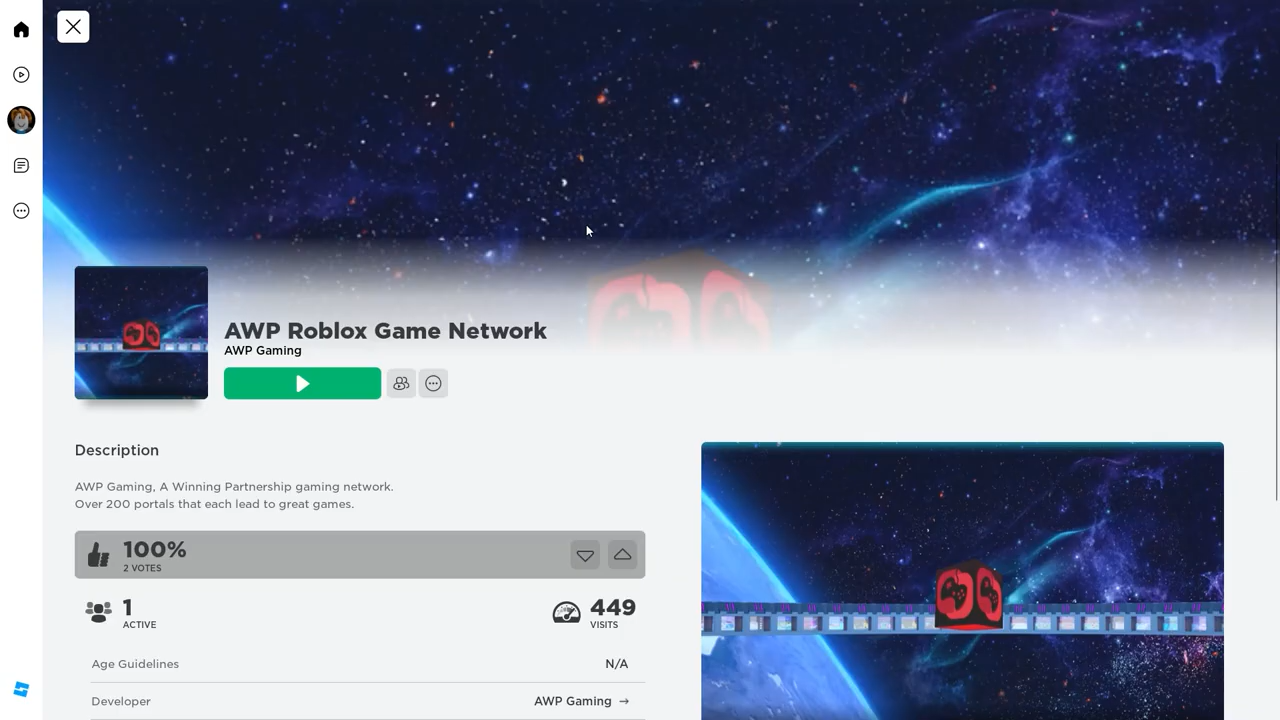 AWP Roblox Game Network
AWP Gaming
Description
AWP Gaming, A Winning Partnership gaming network.
Over 200 portals that each lead to great games.
100%
2 VOTES
1
ACTIVE
449
VISITS
Age Guidelines
N/A
Developer
AWP Gaming →